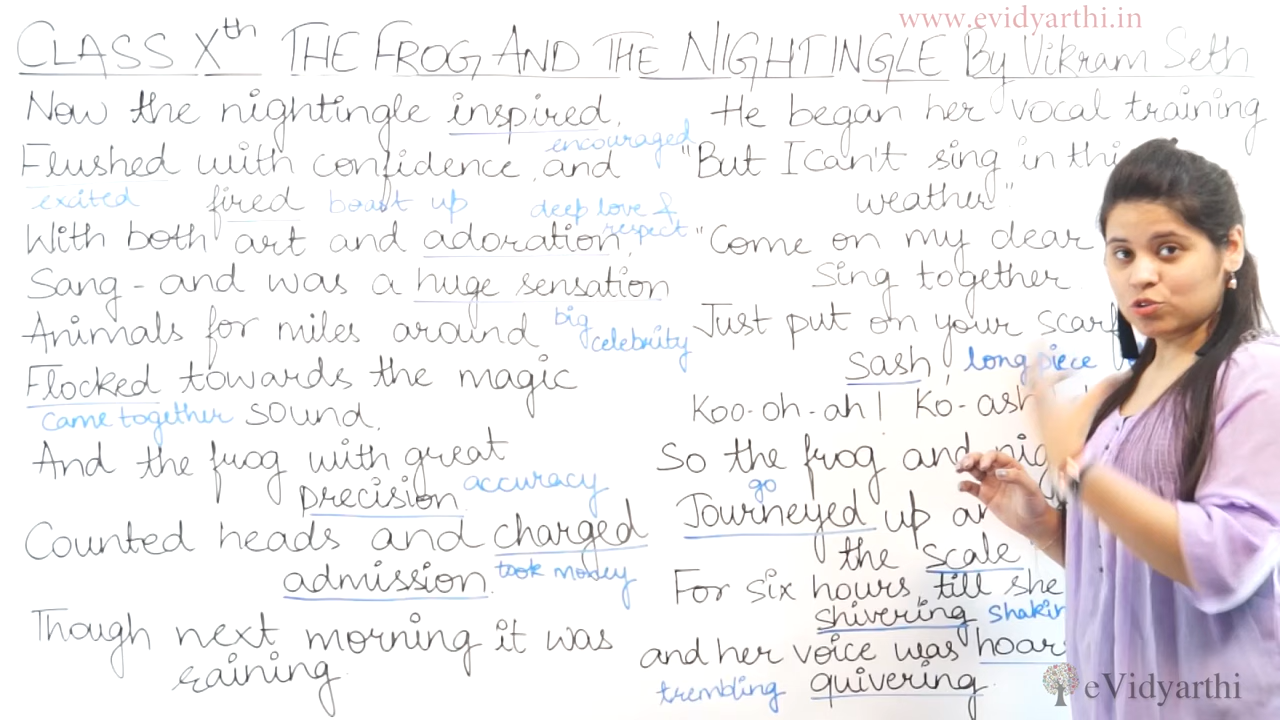 www.evidyarthi.in
CLASS Xth THE FROG AND THE NIGHTINGLE By Vikram Seth
Now the nightingle inspired,
encouraged
Flushed with confidence, and
excited fired boast up
deep love & respect
With both art and adoration,
Sang - and was a huge sensation
big celebrity
Animals for miles around
Flocked towards the magic
came together sound.
And the frog with great
precision accuracy
Counted heads and charged
admission. took money
Though next morning it was
raining
He began her vocal training
"But I can't sing in thi
weather"
"Come on my dear
Sing together
Just put on your scarf
sash, long piece
Koo-oh-ah! Ko-ash
So the frog and nig
go
Journeyed up an
the scale
For six hours, till she
shivering shakin
and her voice was hoar
trembling quivering.
eVidyarthi